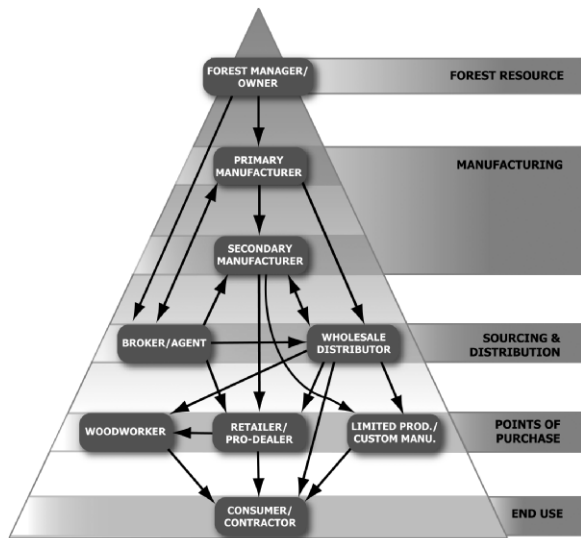 FOREST MANAGER/
OWNER
FOREST RESOURCE
PRIMARY
MANUFACTURER
MANUFACTURING
SECONDARY
MANUFACTURER
BROKER/AGENT
WHOLESALE
DISTRIBUTOR
SOURCING &
DISTRIBUTION
WOODWORKER
RETAILER/
PRO-DEALER
LIMITED PROD./
CUSTOM MANU.
POINTS OF
PURCHASE
CONSUMER/
CONTRACTOR
END USE